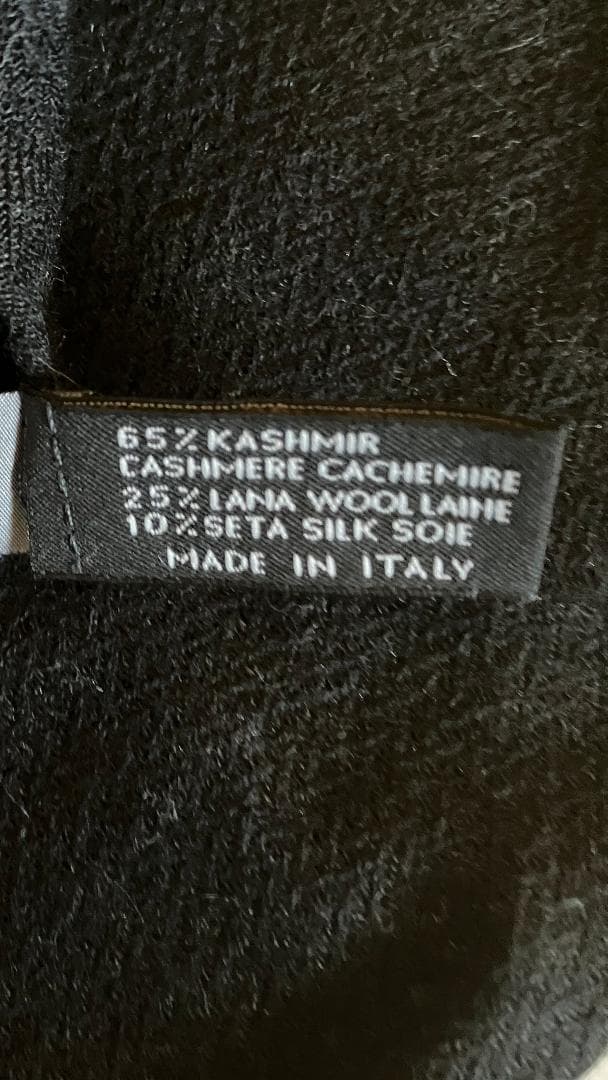 65% KASHMIR
CASHMERE CACHEMIRE
25% LANA WOOL LAINE
10% SETA SILK SOIE
MADE IN ITALY